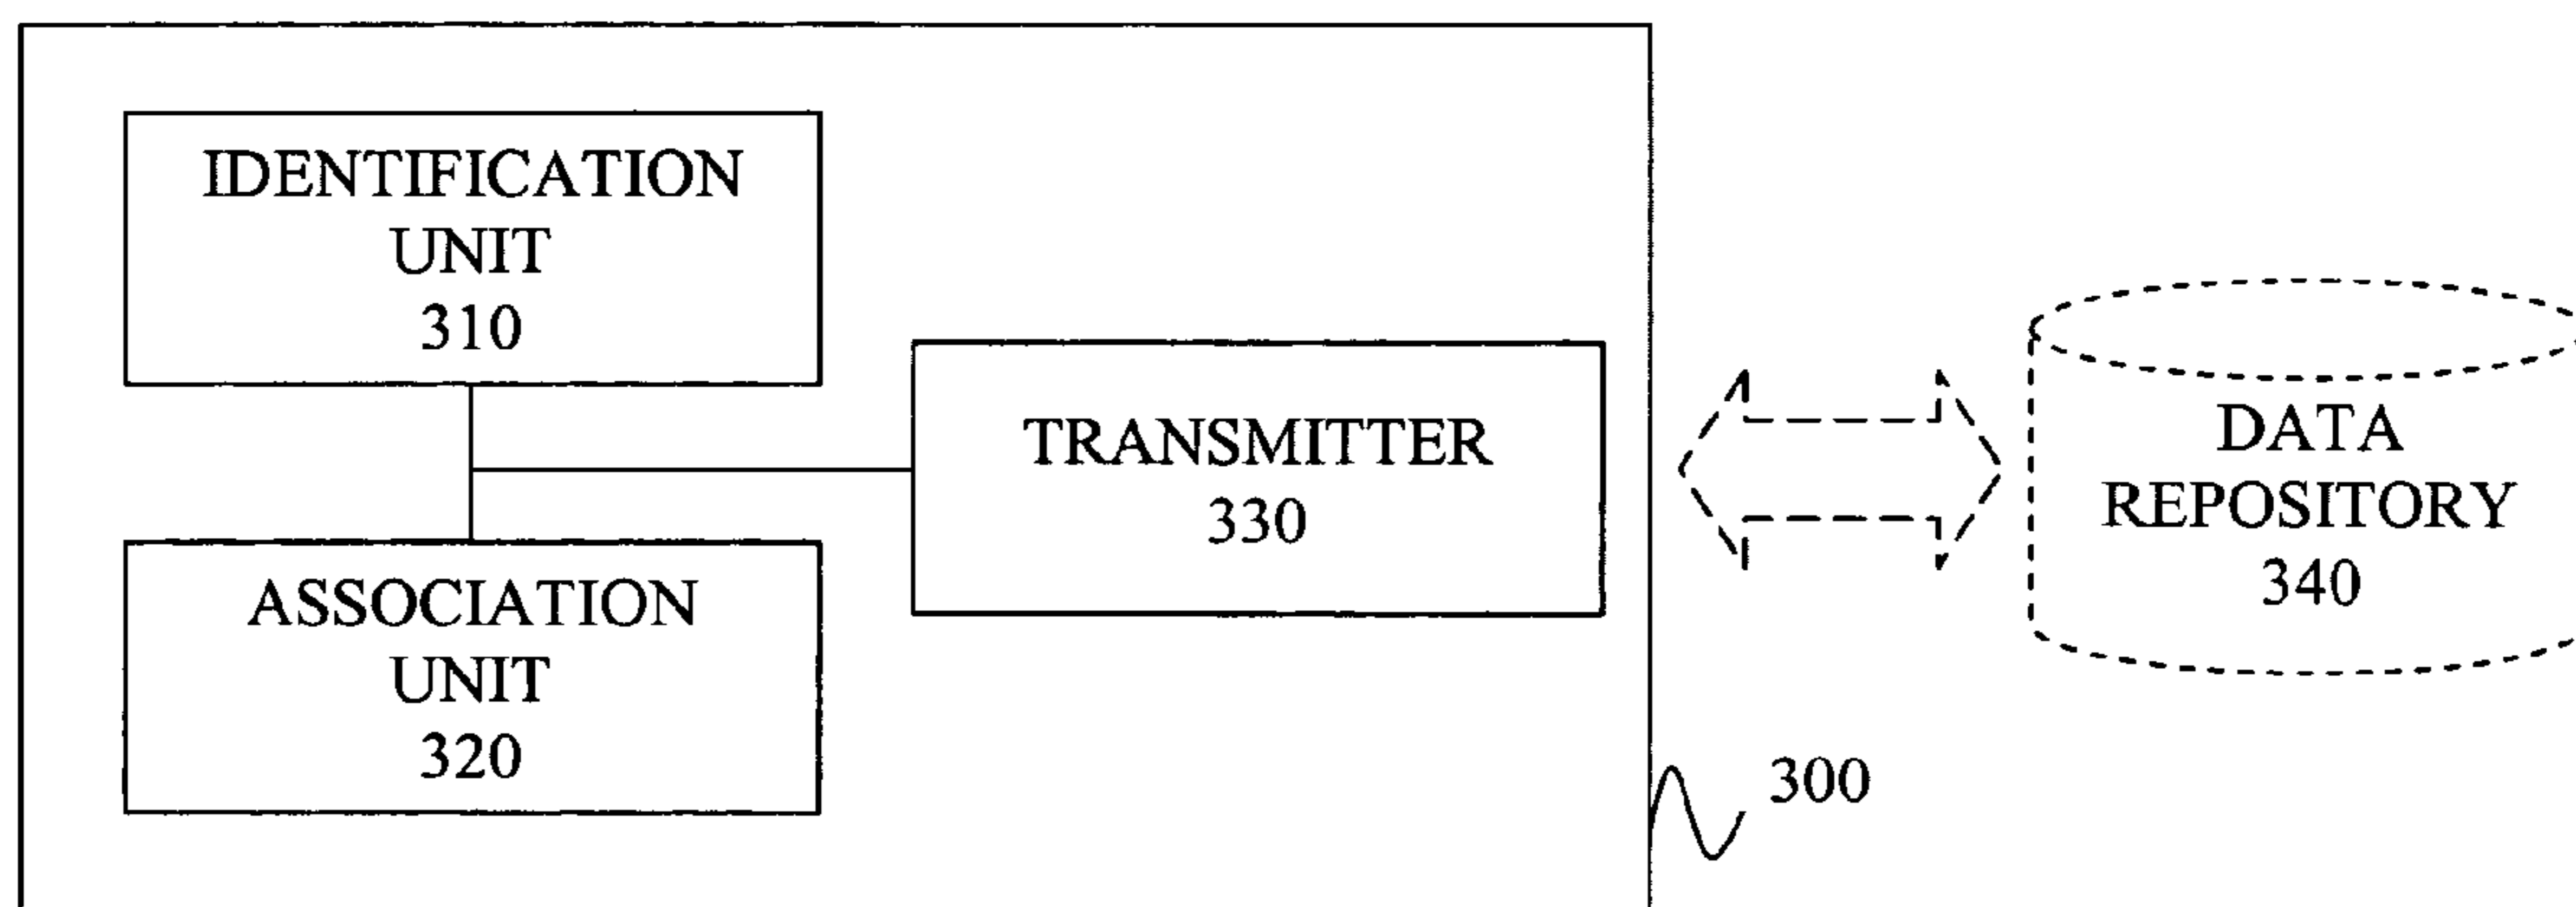 IDENTIFICATION
UNIT
310
ASSOCIATION
UNIT
320
TRANSMITTER
330
DATA
REPOSITORY
340
300